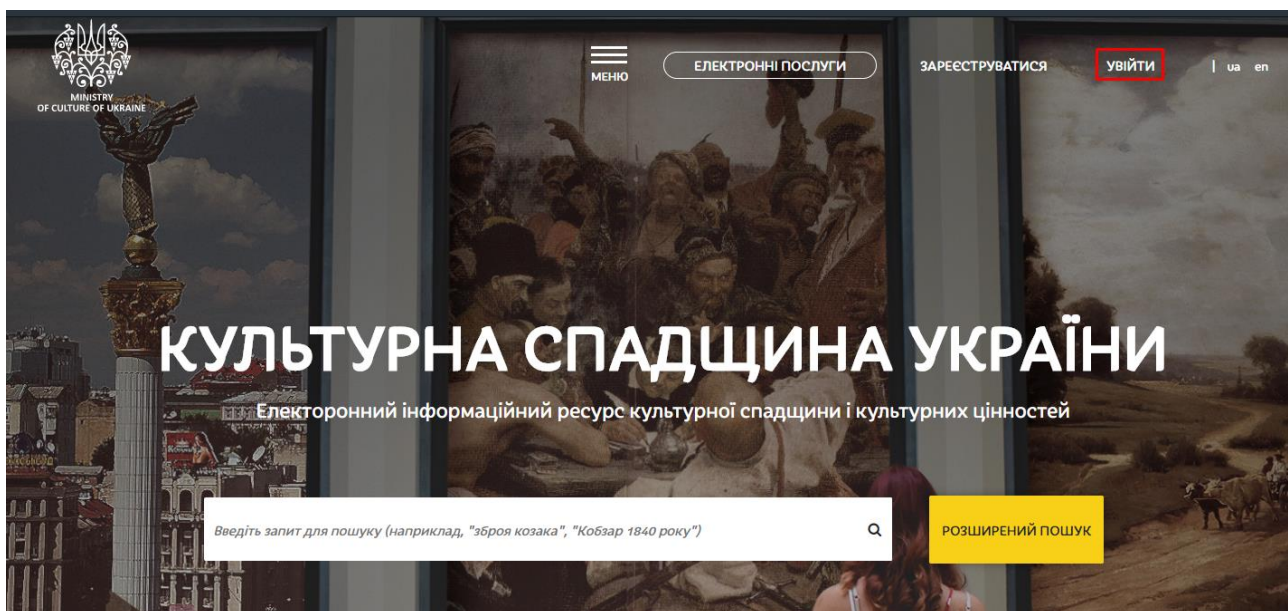 MINISTRY
OF CULTURE OF UKRAINE
МЕНЮ
ЕЛЕКТРОННІ ПОСЛУГИ
ЗАРЕЄСТРУВАТИСЯ
УВІЙТИ
| ua en
КУЛЬТУРНА СПАДЩИНА УКРАЇНИ
Електоронний інформаційний ресурс культурної спадщини і культурних цінностей
Введіть запит для пошуку (наприклад, "зброя козака", "Кобзар 1840 року")
РОЗШИРЕНИЙ ПОШУК